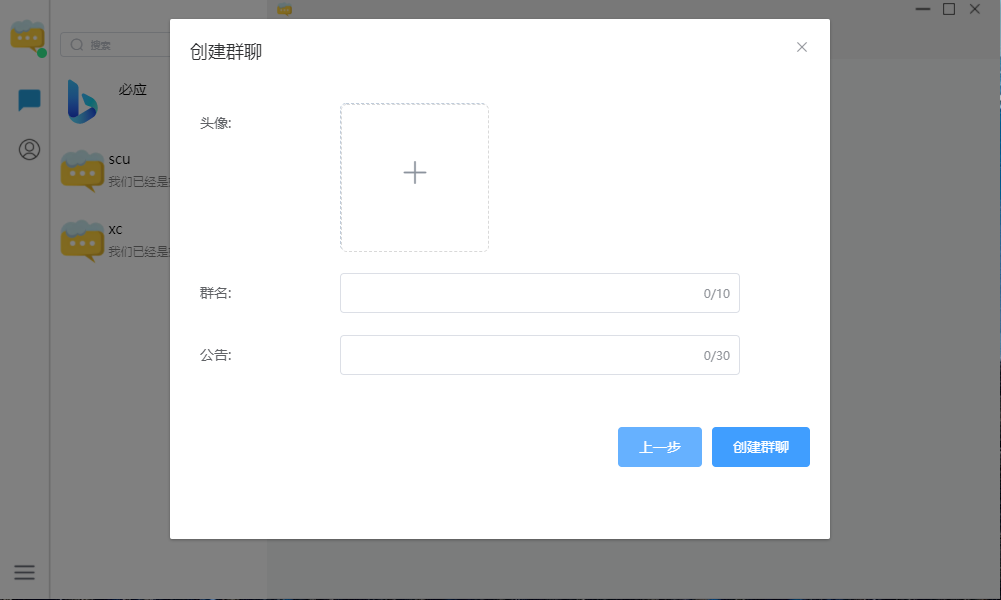 搜索
必应
scu
我们已经是
xc
我们已经是
创建群聊
头像:
群名:
0/10
公告:
0/30
上一步
创建群聊